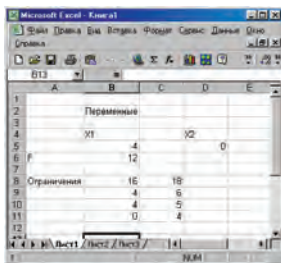 Microsoft Excel - Книга1
Файл Правка Вид Вставка Формат Сервис Данные Окно
Справка
B13 =
A B C D E
1
2 Переменные
3
4 X1 X2
5 4 0
6 F 12
7
8 Ограничения 16 18
9 4 6
10 4 5
11 0 4
12
Лист1 Лист2 Лист3
NUM